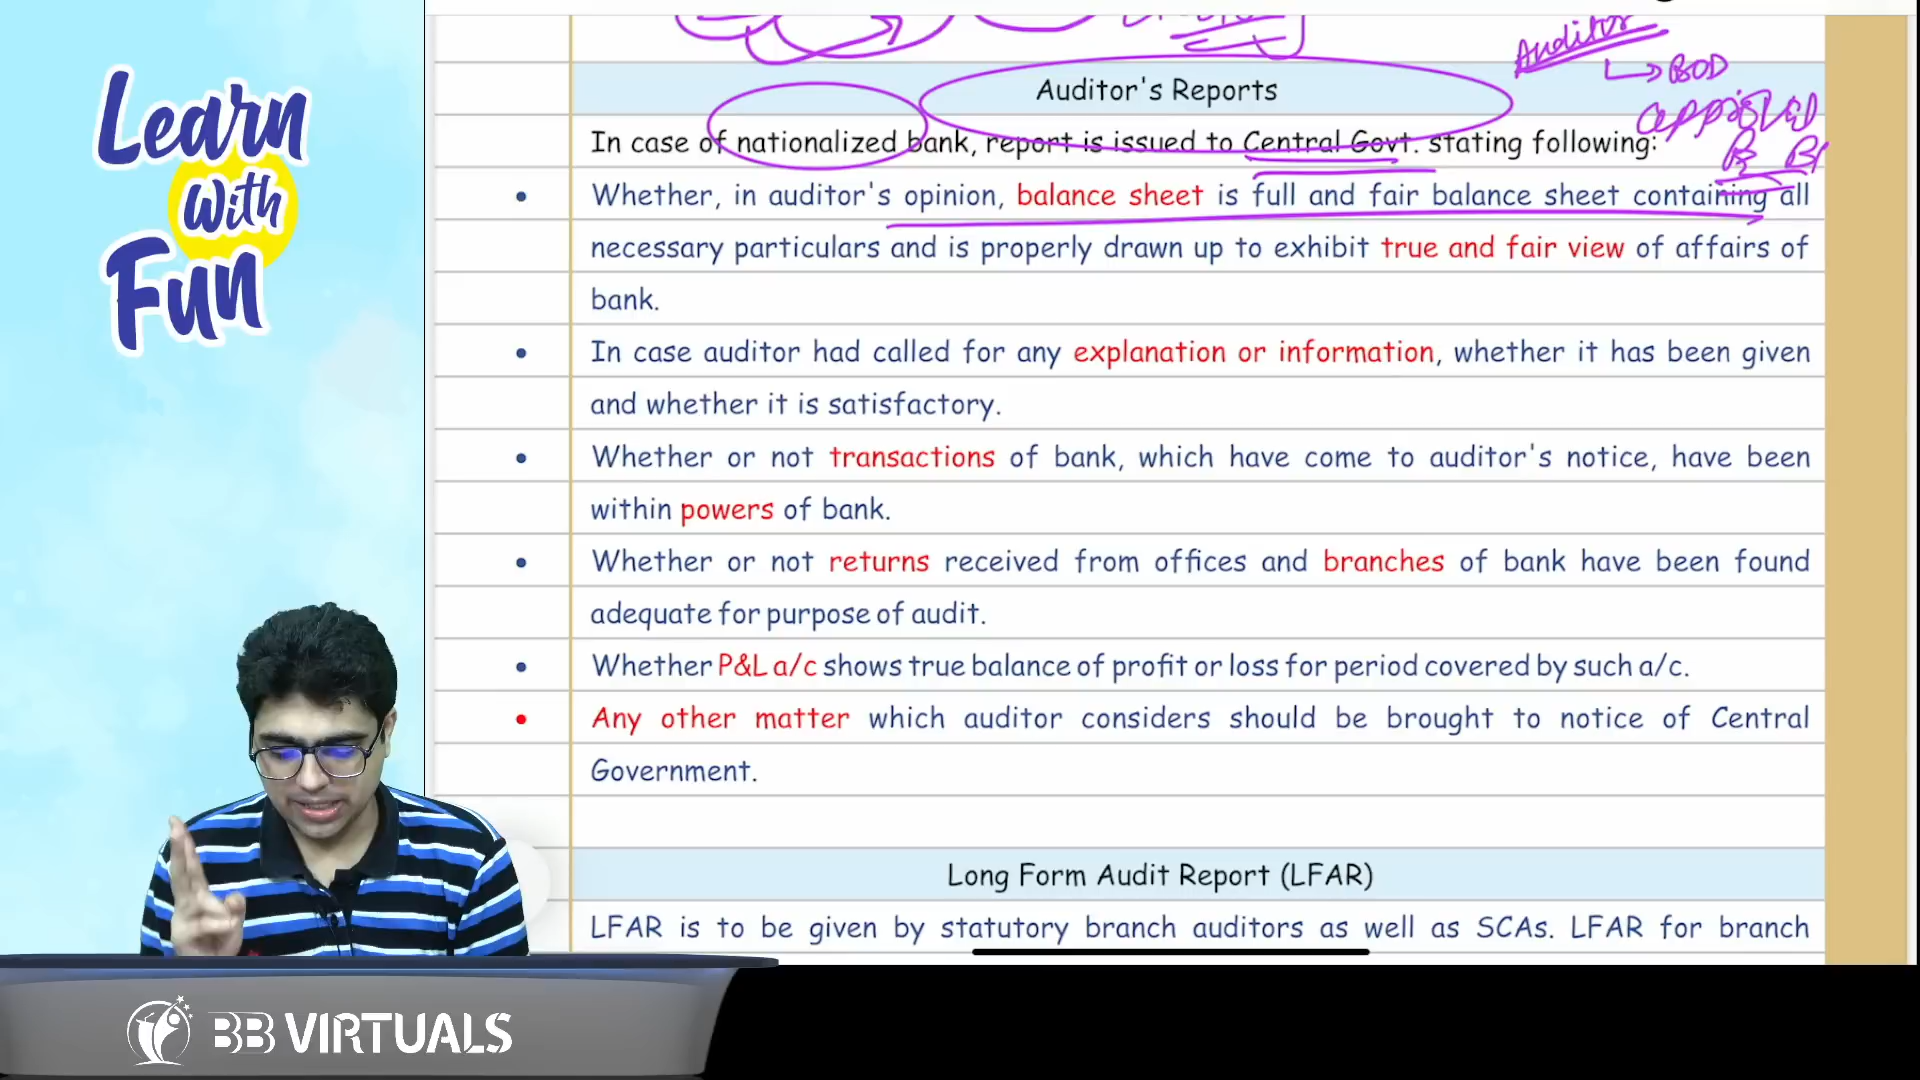 Learn
With
Fun
Auditor
↳ BOD
Auditor's Reports
In case of nationalized bank, report is issued to Central Govt. stating following:
• Whether, in auditor's opinion, balance sheet is full and fair balance sheet containing all
necessary particulars and is properly drawn up to exhibit true and fair view of affairs of
bank.
• In case auditor had called for any explanation or information, whether it has been given
and whether it is satisfactory.
• Whether or not transactions of bank, which have come to auditor's notice, have been
within powers of bank.
• Whether or not returns received from offices and branches of bank have been found
adequate for purpose of audit.
• Whether P&L a/c shows true balance of profit or loss for period covered by such a/c.
• Any other matter which auditor considers should be brought to notice of Central
Government.
Long Form Audit Report (LFAR)
LFAR is to be given by statutory branch auditors as well as SCAs. LFAR for branch
BB VIRTUALS